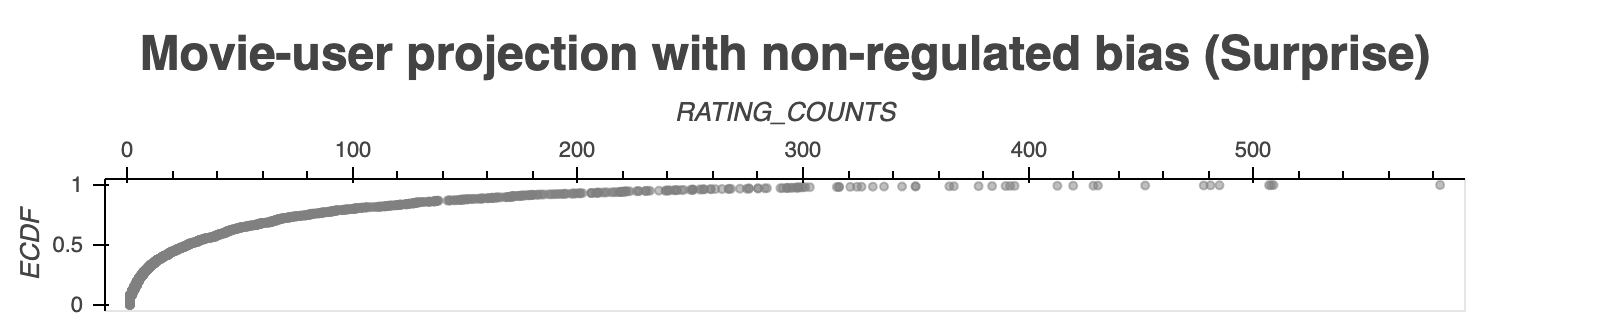 Movie-user projection with non-regulated bias (Surprise)
RATING_COUNTS
0 100 200 300 400 500
1
0.5
0
ECDF